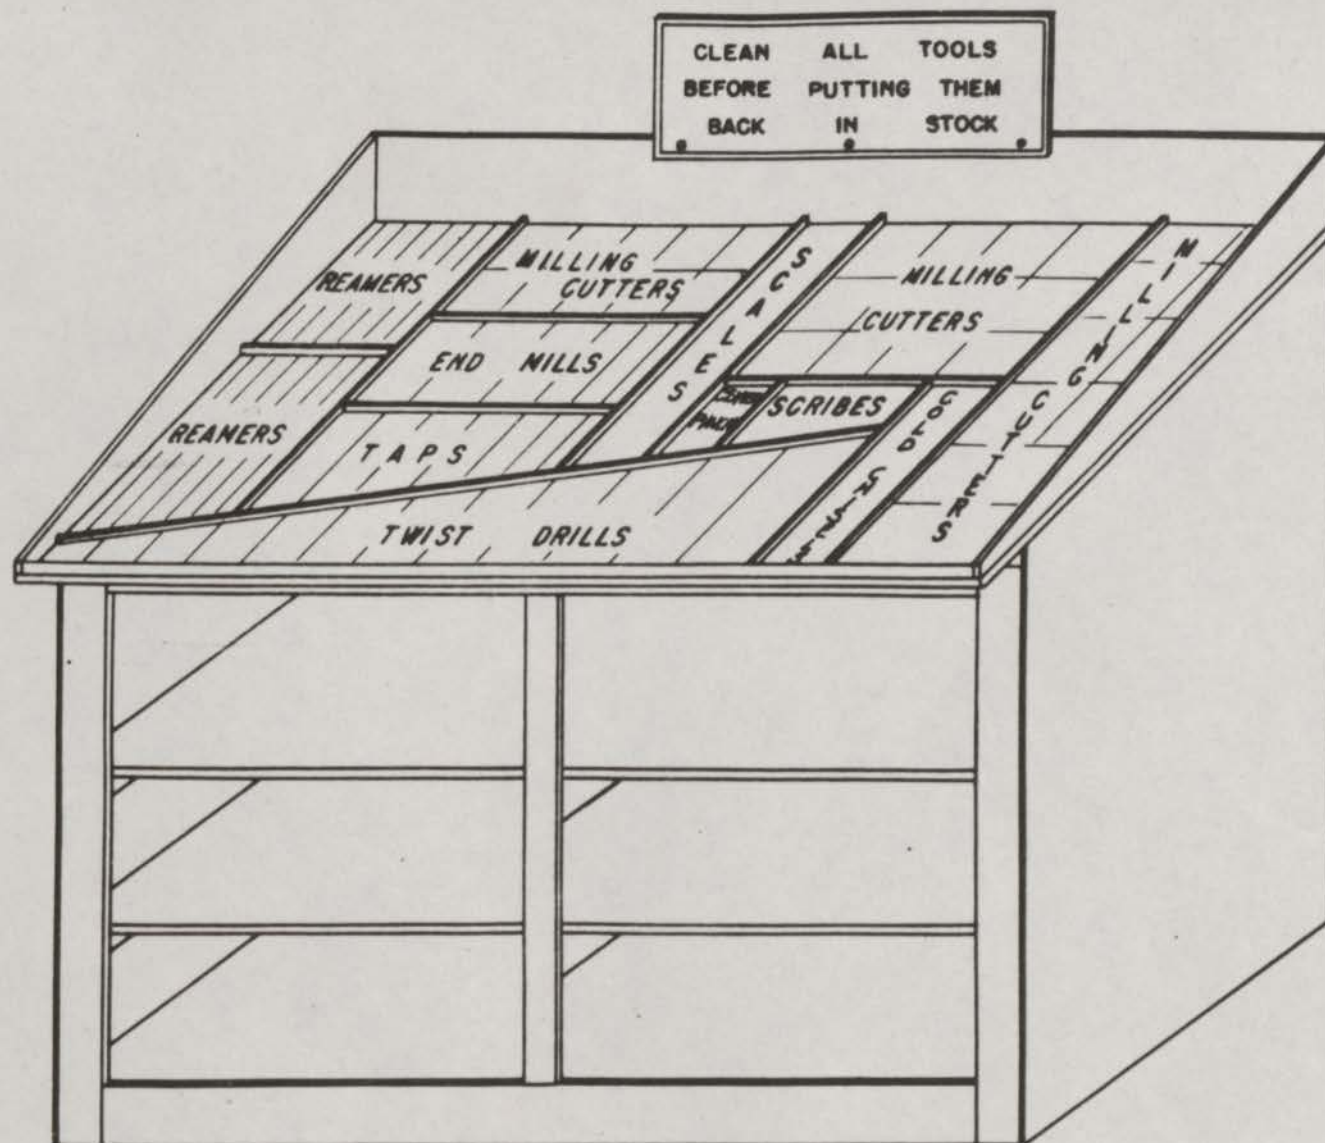 CLEAN ALL TOOLS
BEFORE PUTTING THEM
BACK IN STOCK
REAMERS
MILLING
CUTTERS
SCALES
MILLING
CUTTERS
MILLING CUTTERS
END MILLS
REAMERS
TAPS
SCRIBES
COLD
TWIST DRILLS